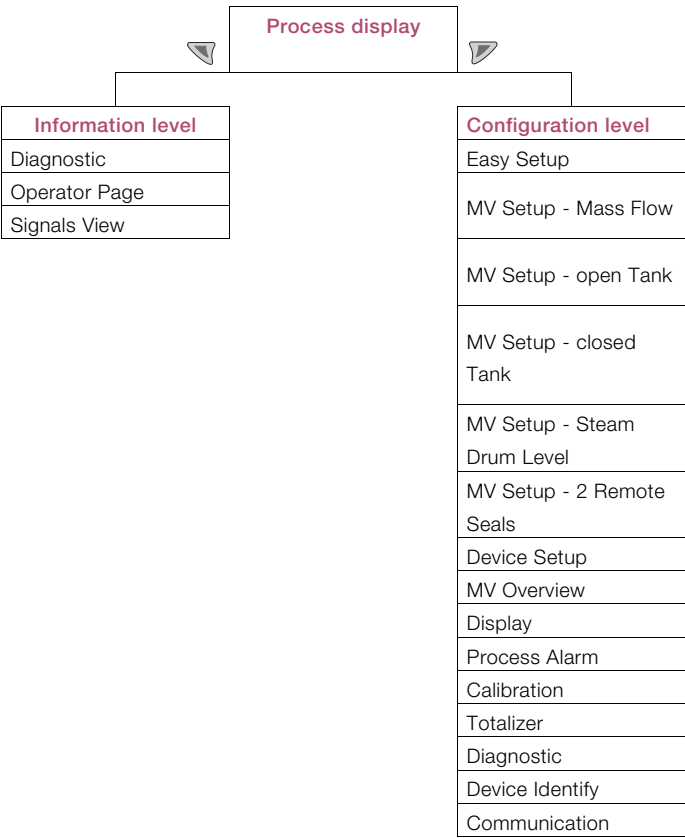 Process display
Information level
Diagnostic
Operator Page
Signals View
Configuration level
Easy Setup
MV Setup - Mass Flow
MV Setup - open Tank
MV Setup - closed
Tank
MV Setup - Steam
Drum Level
MV Setup - 2 Remote
Seals
Device Setup
MV Overview
Display
Process Alarm
Calibration
Totalizer
Diagnostic
Device Identify
Communication